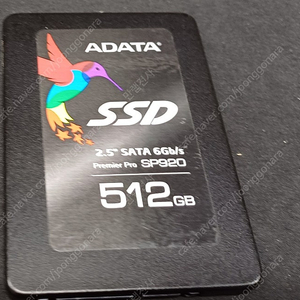 ADATA
SSD
2.5" SATA 6Gb/s
Premier Pro SP920
512GB